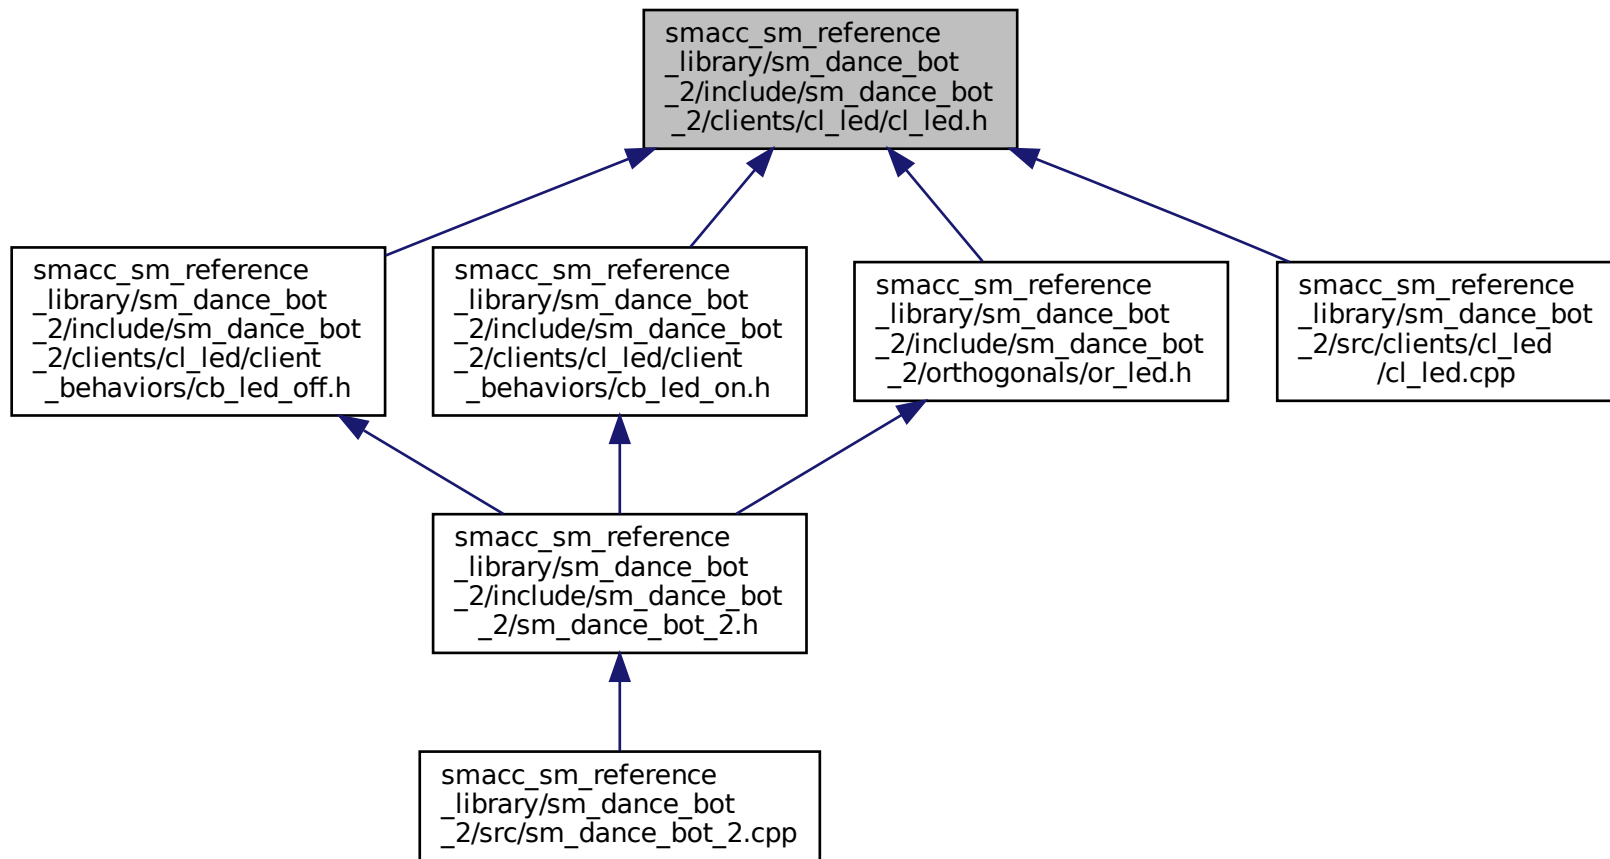 smacc_sm_reference
_library/sm_dance_bot
_2/include/sm_dance_bot
_2/clients/cl_led/cl_led.h
smacc_sm_reference
_library/sm_dance_bot
_2/include/sm_dance_bot
_2/clients/cl_led/client
_behaviors/cb_led_off.h
smacc_sm_reference
_library/sm_dance_bot
_2/include/sm_dance_bot
_2/clients/cl_led/client
_behaviors/cb_led_on.h
smacc_sm_reference
_library/sm_dance_bot
_2/include/sm_dance_bot
_2/orthogonals/or_led.h
smacc_sm_reference
_library/sm_dance_bot
_2/src/clients/cl_led
/cl_led.cpp
smacc_sm_reference
_library/sm_dance_bot
_2/include/sm_dance_bot
_2/sm_dance_bot_2.h
smacc_sm_reference
_library/sm_dance_bot
_2/src/sm_dance_bot_2.cpp